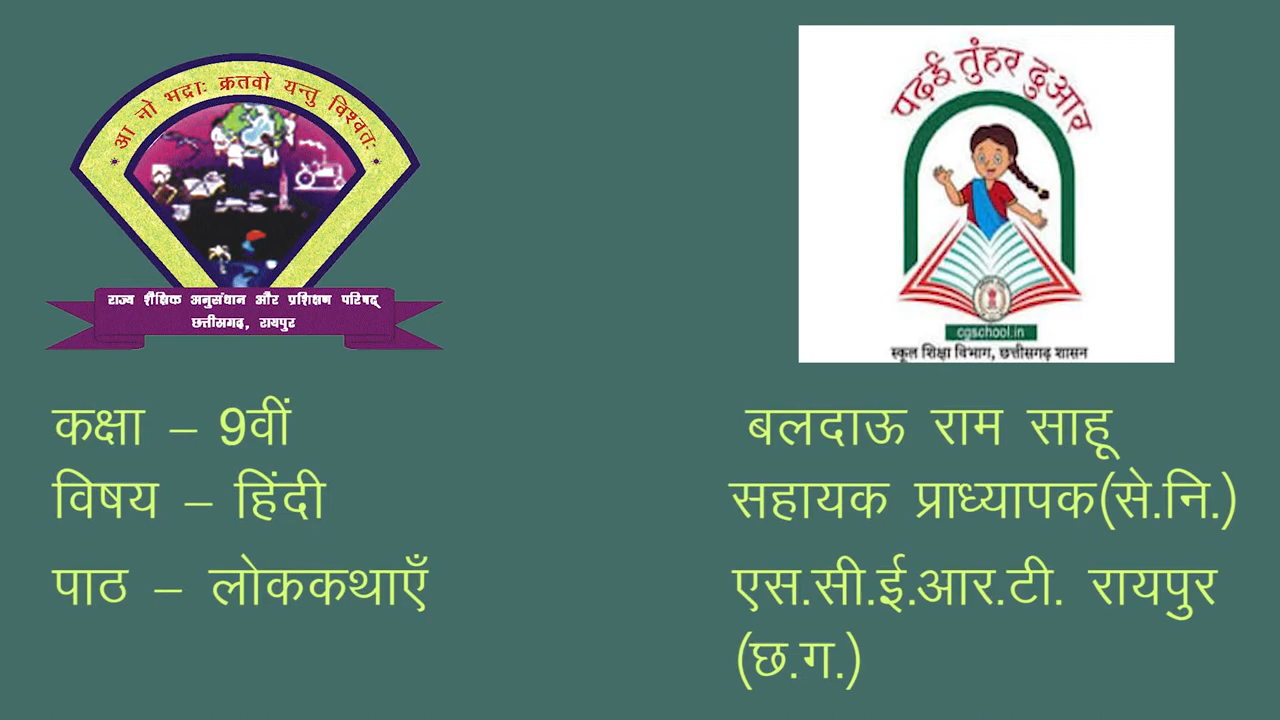 आ नो भद्राः क्रतवो यन्तु विश्वतः
राज्य शैक्षिक अनुसंधान और प्रशिक्षण परिषद्
छत्तीसगढ़, रायपुर
पढ़ई तुंहर दुआर
cgschool.in
स्कूल शिक्षा विभाग, छत्तीसगढ़ शासन
कक्षा – 9वीं
विषय – हिंदी
पाठ – लोककथाएँ
बलदाऊ राम साहू
सहायक प्राध्यापक(से.नि.)
एस.सी.ई.आर.टी. रायपुर
(छ.ग.)